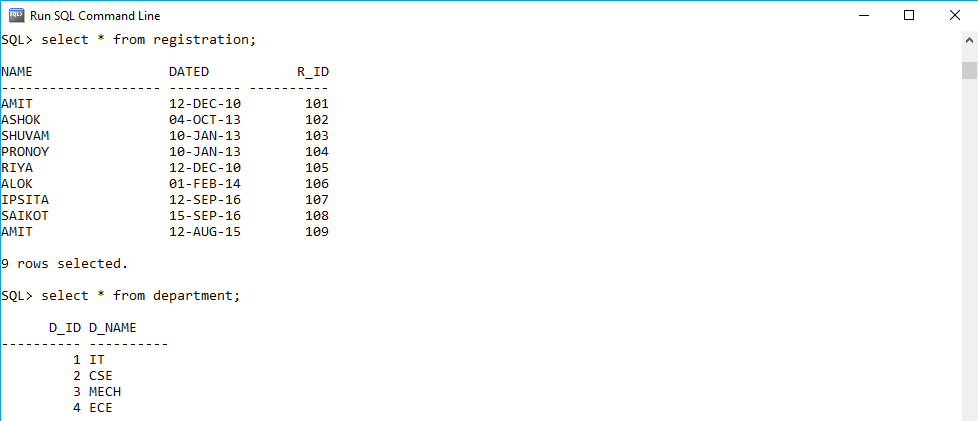 Run SQL Command Line
SQL> select * from registration;
NAME                 DATED           R_ID
-------------------- --------- ----------
AMIT                 12-DEC-10        101
ASHOK                04-OCT-13        102
SHUVAM               10-JAN-13        103
PRONOY               10-JAN-13        104
RIYA                 12-DEC-10        105
ALOK                 01-FEB-14        106
IPSITA               12-SEP-16        107
SAIKOT               15-SEP-16        108
AMIT                 12-AUG-15        109
9 rows selected.
SQL> select * from department;
      D_ID D_NAME
---------- ----------
         1 IT
         2 CSE
         3 MECH
         4 ECE